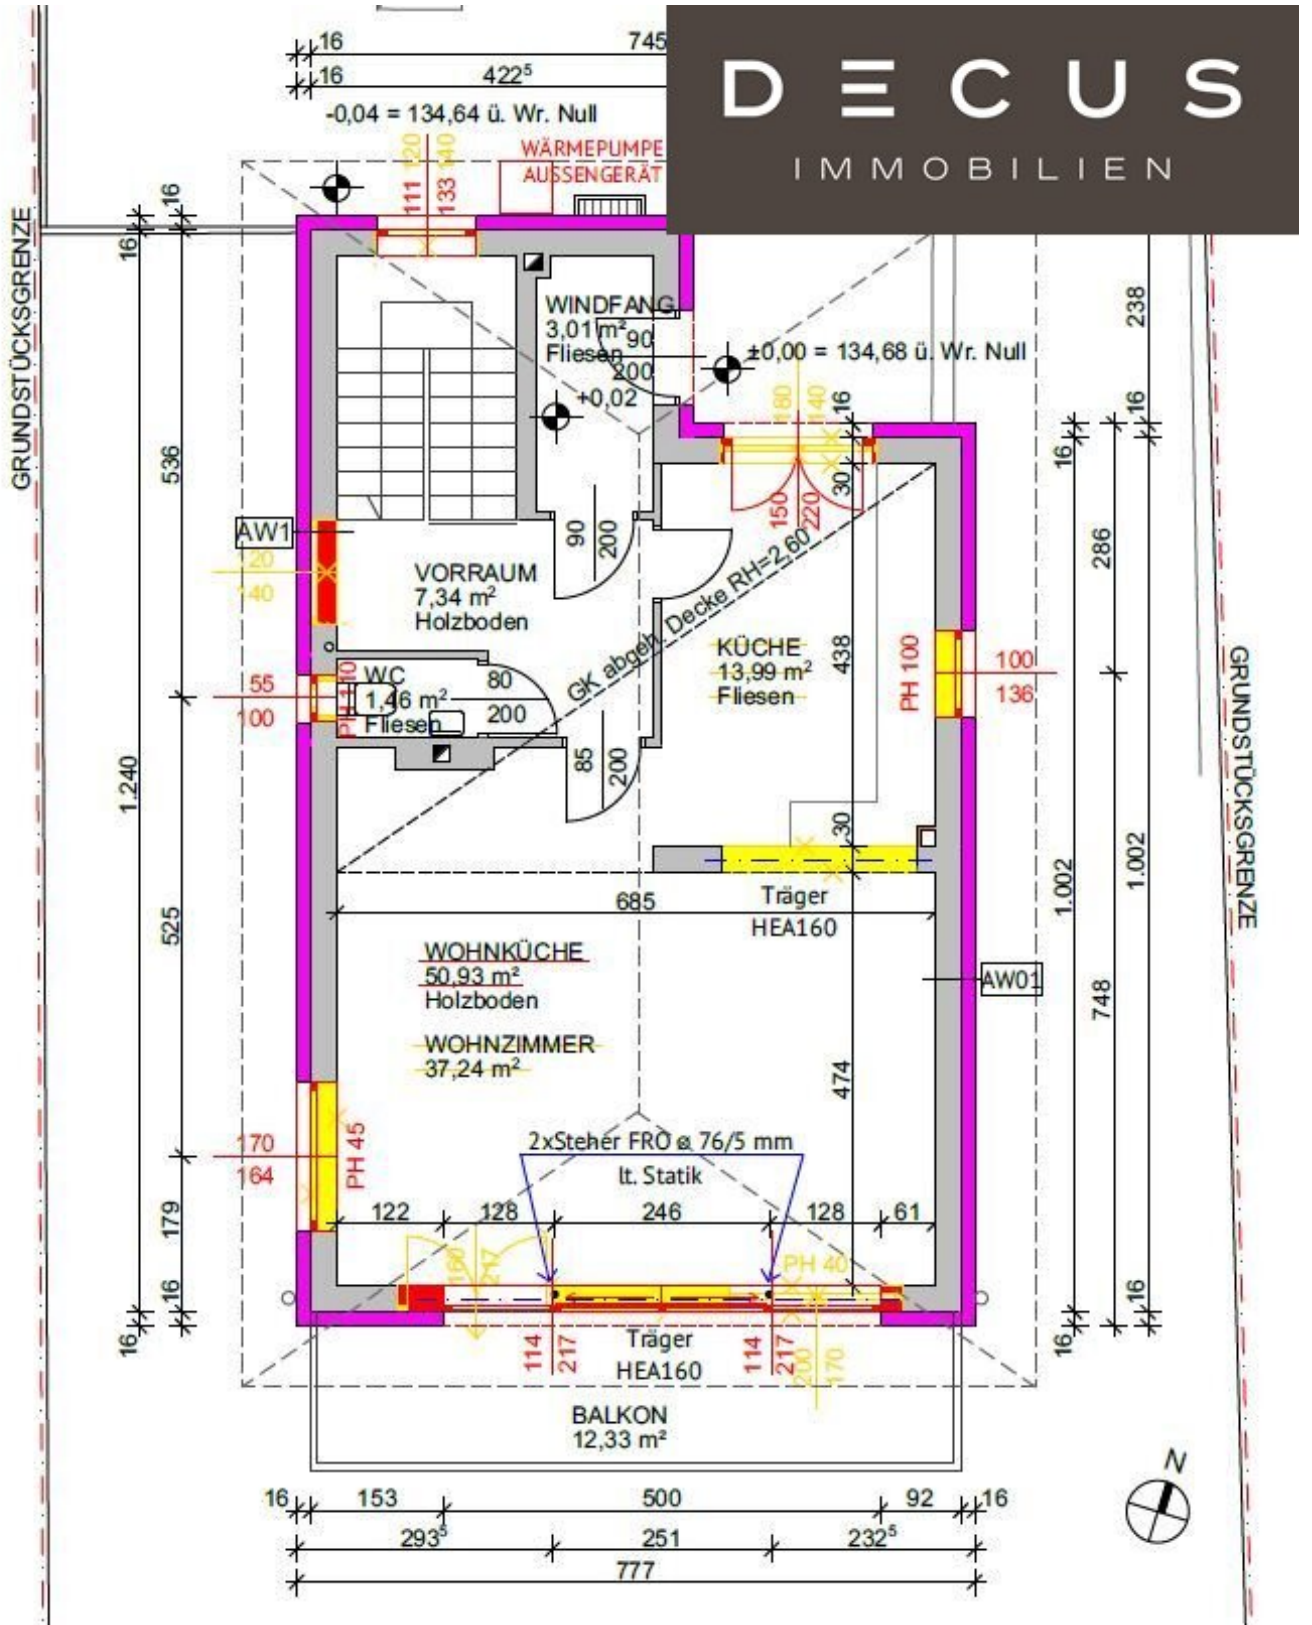 16
745
16
422⁵
DECUS
IMMOBILIEN
-0,04 = 134,64 ü. Wr. Null
120
140
111
133
WÄRMEPUMPE
AUSSENGERÄT
16
16
GRUNDSTÜCKSGRENZE
WINDFANG
3,01 m²
Fliesen
90
200
+0,02
±0,00 = 134,68 ü. Wr. Null
238
180
140
16
16
16
30
536
150
220
AW1
90
200
120
140
286
VORRAUM
7,34 m²
Holzboden
GK abgeh. Decke RH=2,60
KÜCHE
13,99 m²
Fliesen
438
PH 100
100
136
GRUNDSTÜCKSGRENZE
WC
1,46 m²
Fliesen
PH 110
55
100
80
200
85
200
1.240
30
1.002
1.002
Träger
HEA160
685
525
WOHNKÜCHE
50,93 m²
Holzboden
AW01
748
WOHNZIMMER
37,24 m²
474
170
164
PH 45
2xSteher FRO ø 76/5 mm
lt. Statik
179
122
128
246
128
61
160
217
PH 40
16
16
16
16
114
217
Träger
HEA160
114
217
200
170
BALKON
12,33 m²
N
16
153
500
92
16
293⁵
251
232⁵
777